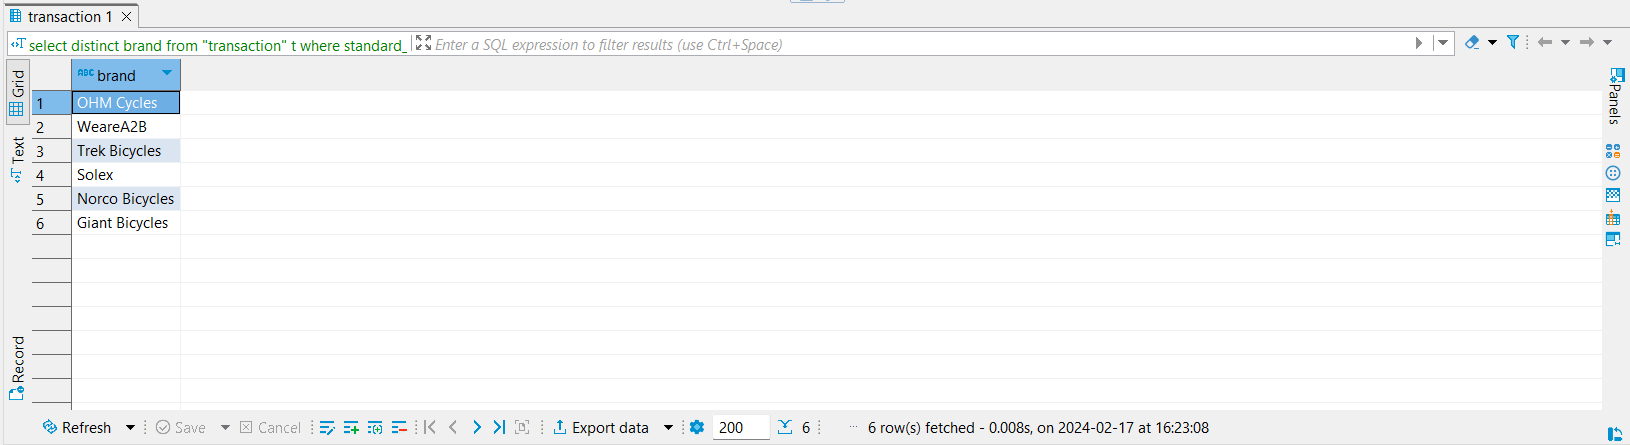 transaction 1
select distinct brand from "transaction" t where standard_
Enter a SQL expression to filter results (use Ctrl+Space)
Grid
Text
Record
ABC brand
1 OHM Cycles
2 WeareA2B
3 Trek Bicycles
4 Solex
5 Norco Bicycles
6 Giant Bicycles
Panels
Refresh Save Cancel Export data 200 6 ... 6 row(s) fetched - 0.008s, on 2024-02-17 at 16:23:08